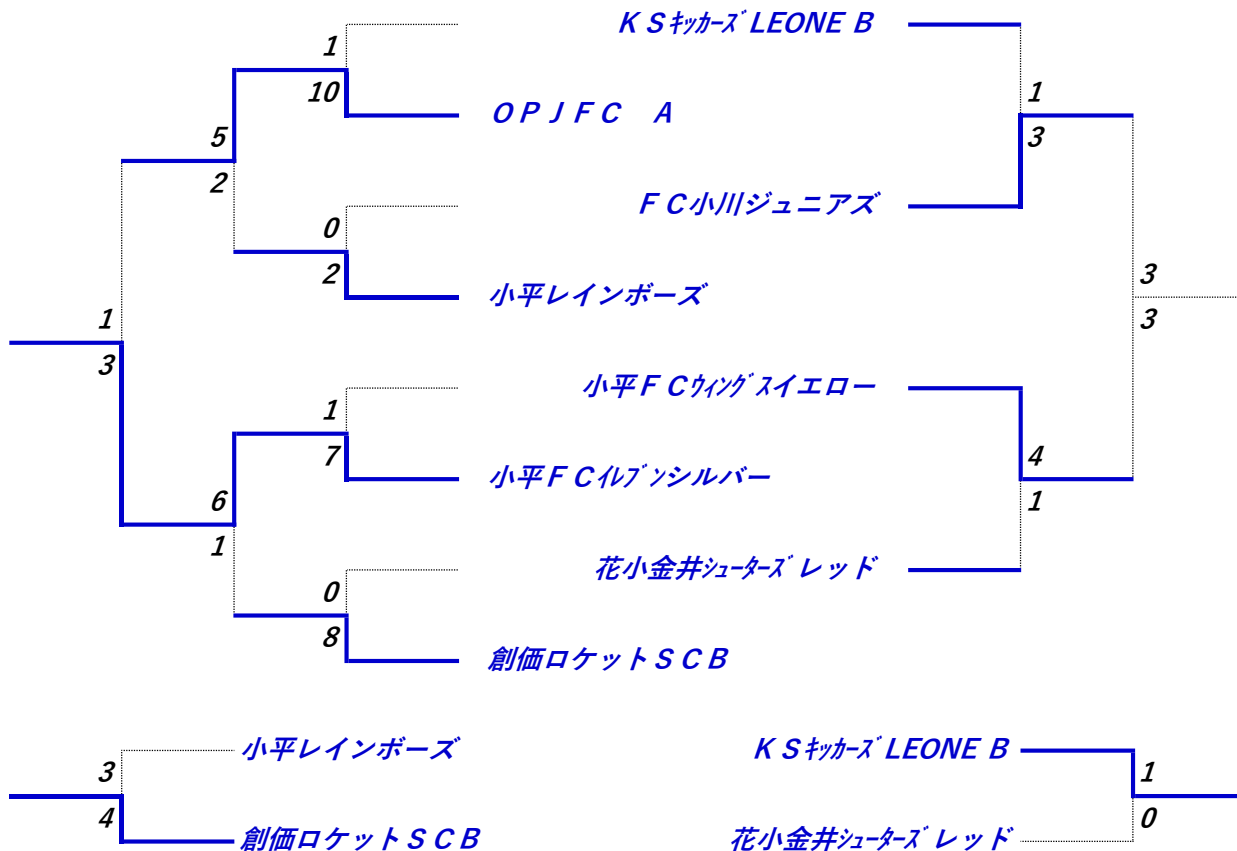 ＫＳｷｯｶｰｽﾞLEONE B
1
1
10
ＯＰＪＦＣ　Ａ
5
3
2
ＦＣ小川ジュニアズ
0
2
3
小平レインボーズ
1
3
3
小平ＦＣｳｨﾝｸﾞｽイエロー
1
7
4
小平ＦＣｲﾚﾌﾞﾝシルバー
6
1
1
花小金井ｼｭｰﾀｰｽﾞレッド
0
8
創価ロケットＳＣＢ
小平レインボーズ
ＫＳｷｯｶｰｽﾞLEONE B
3
1
4
0
創価ロケットＳＣＢ
花小金井ｼｭｰﾀｰｽﾞレッド